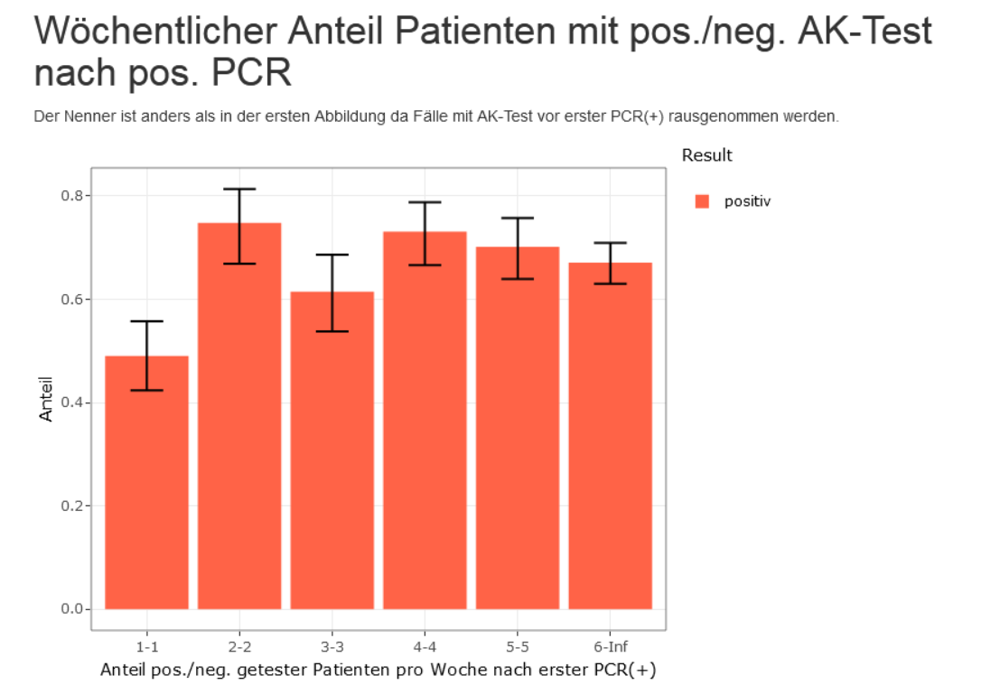 Wöchentlicher Anteil Patienten mit pos./neg. AK-Test
nach pos. PCR
Der Nenner ist anders als in der ersten Abbildung da Fälle mit AK-Test vor erster PCR(+) rausgenommen werden.
Result
positiv
0.8
0.6
0.4
0.2
0.0
Anteil
1-1 2-2 3-3 4-4 5-5 6-Inf
Anteil pos./neg. getester Patienten pro Woche nach erster PCR(+)